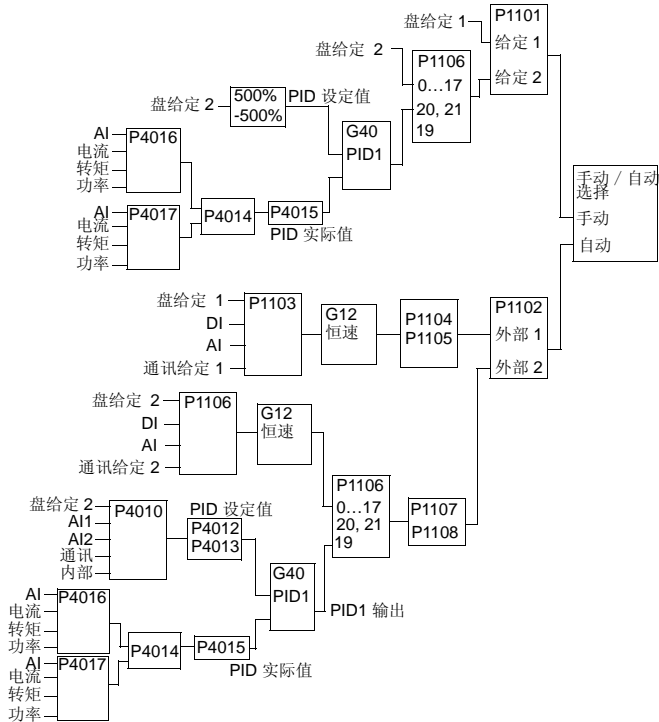 盘给定 1
P1101
给定 1
给定 2
盘给定 2
P1106
0…17
20, 21
19
盘给定 2
500%
-500%
PID 设定值
G40
PID1
AI
电流
转矩
功率
P4016
AI
电流
转矩
功率
P4017
P4014
P4015
PID 实际值
手动 / 自动
选择
手动
自动
盘给定 1
DI
AI
通讯给定 1
P1103
G12
恒速
P1104
P1105
P1102
外部 1
外部 2
盘给定 2
DI
AI
通讯给定 2
P1106
G12
恒速
P1106
0…17
20, 21
19
P1107
P1108
盘给定 2
AI1
AI2
通讯
内部
P4010
PID 设定值
P4012
P4013
G40
PID1
PID1 输出
AI
电流
转矩
功率
P4016
AI
电流
转矩
功率
P4017
P4014
P4015
PID 实际值